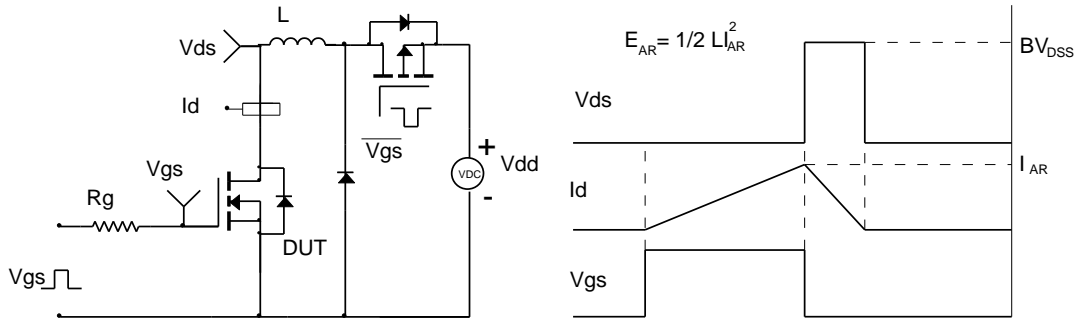 L
Vds
Id
Vgs
Rg
DUT
Vgs
Vgs
+
VDC
Vdd
-
E_AR = 1/2 LI_AR^2
BV_DSS
Vds
I_AR
Id
Vgs